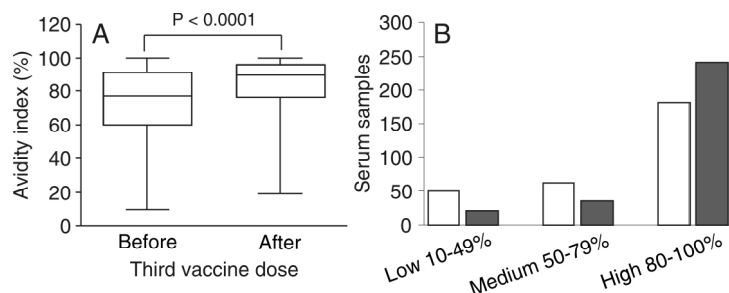 A
P < 0.0001
Avidity index (%)
120
100
80
60
40
20
0
Before After
Third vaccine dose
B
Serum samples
300
250
200
150
100
50
0
Low 10-49%
Medium 50-79%
High 80-100%